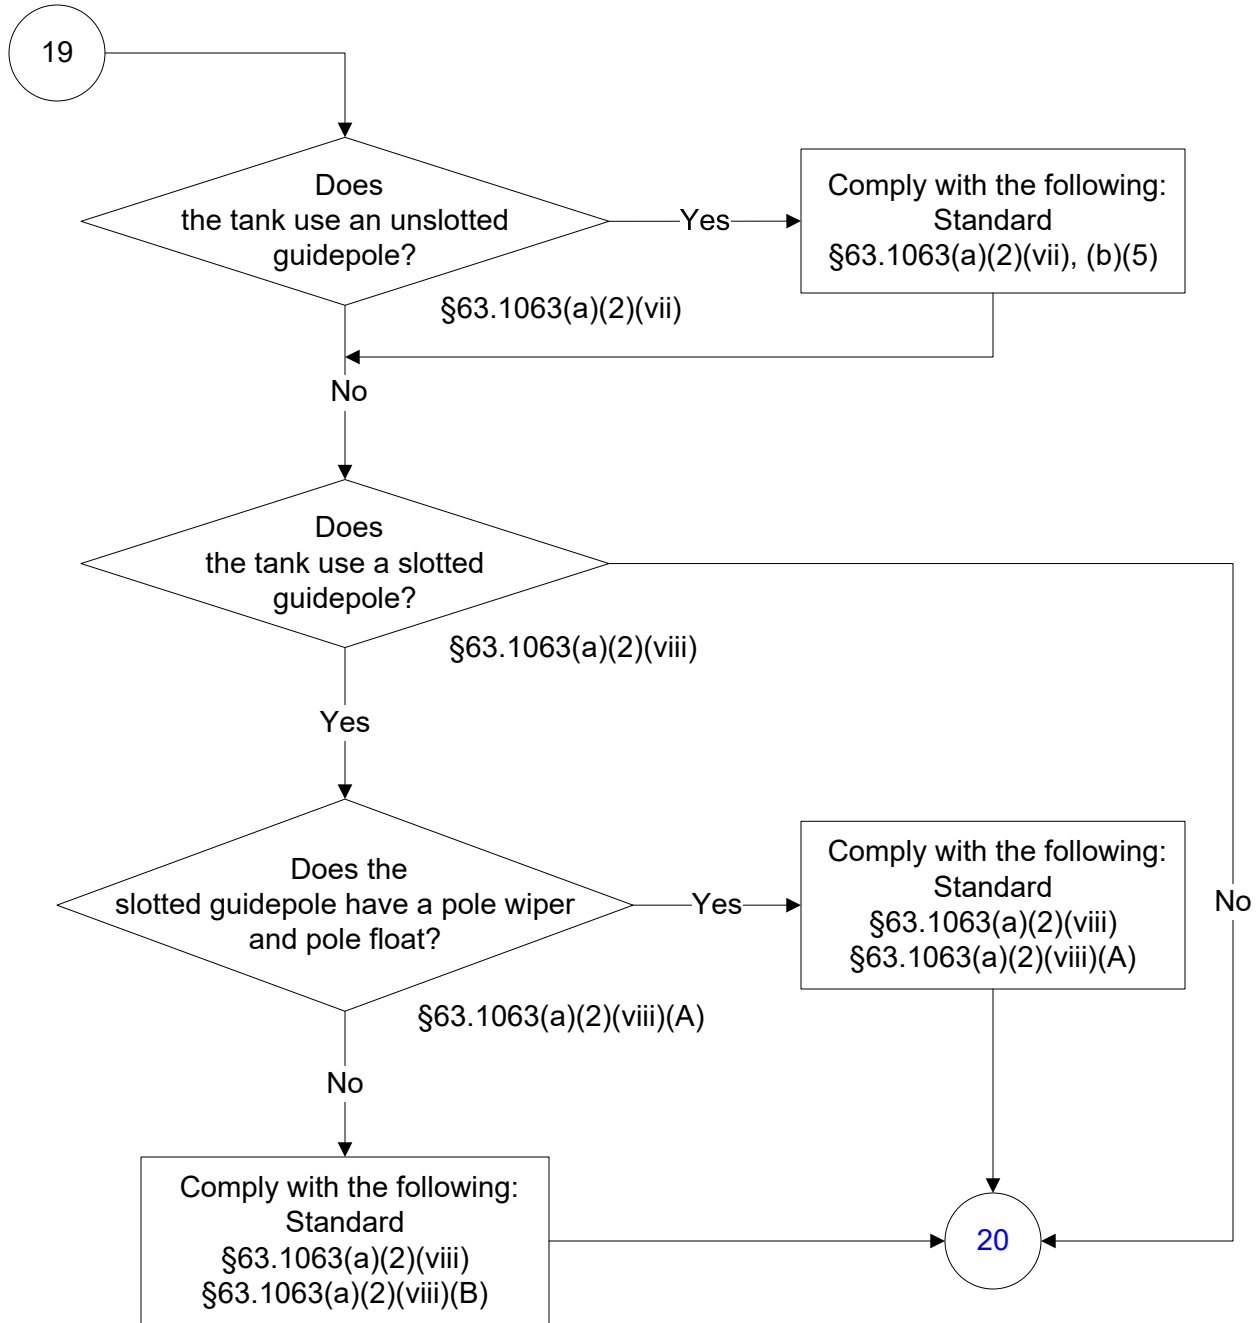 19
Does
the tank use an unslotted
guidepole?
Yes
Comply with the following:
Standard
§63.1063(a)(2)(vii), (b)(5)
§63.1063(a)(2)(vii)
No
Does
the tank use a slotted
guidepole?
§63.1063(a)(2)(viii)
Yes
Does the
slotted guidepole have a pole wiper
and pole float?
Yes
Comply with the following:
Standard
§63.1063(a)(2)(viii)
§63.1063(a)(2)(viii)(A)
No
§63.1063(a)(2)(viii)(A)
No
Comply with the following:
Standard
§63.1063(a)(2)(viii)
§63.1063(a)(2)(viii)(B)
20